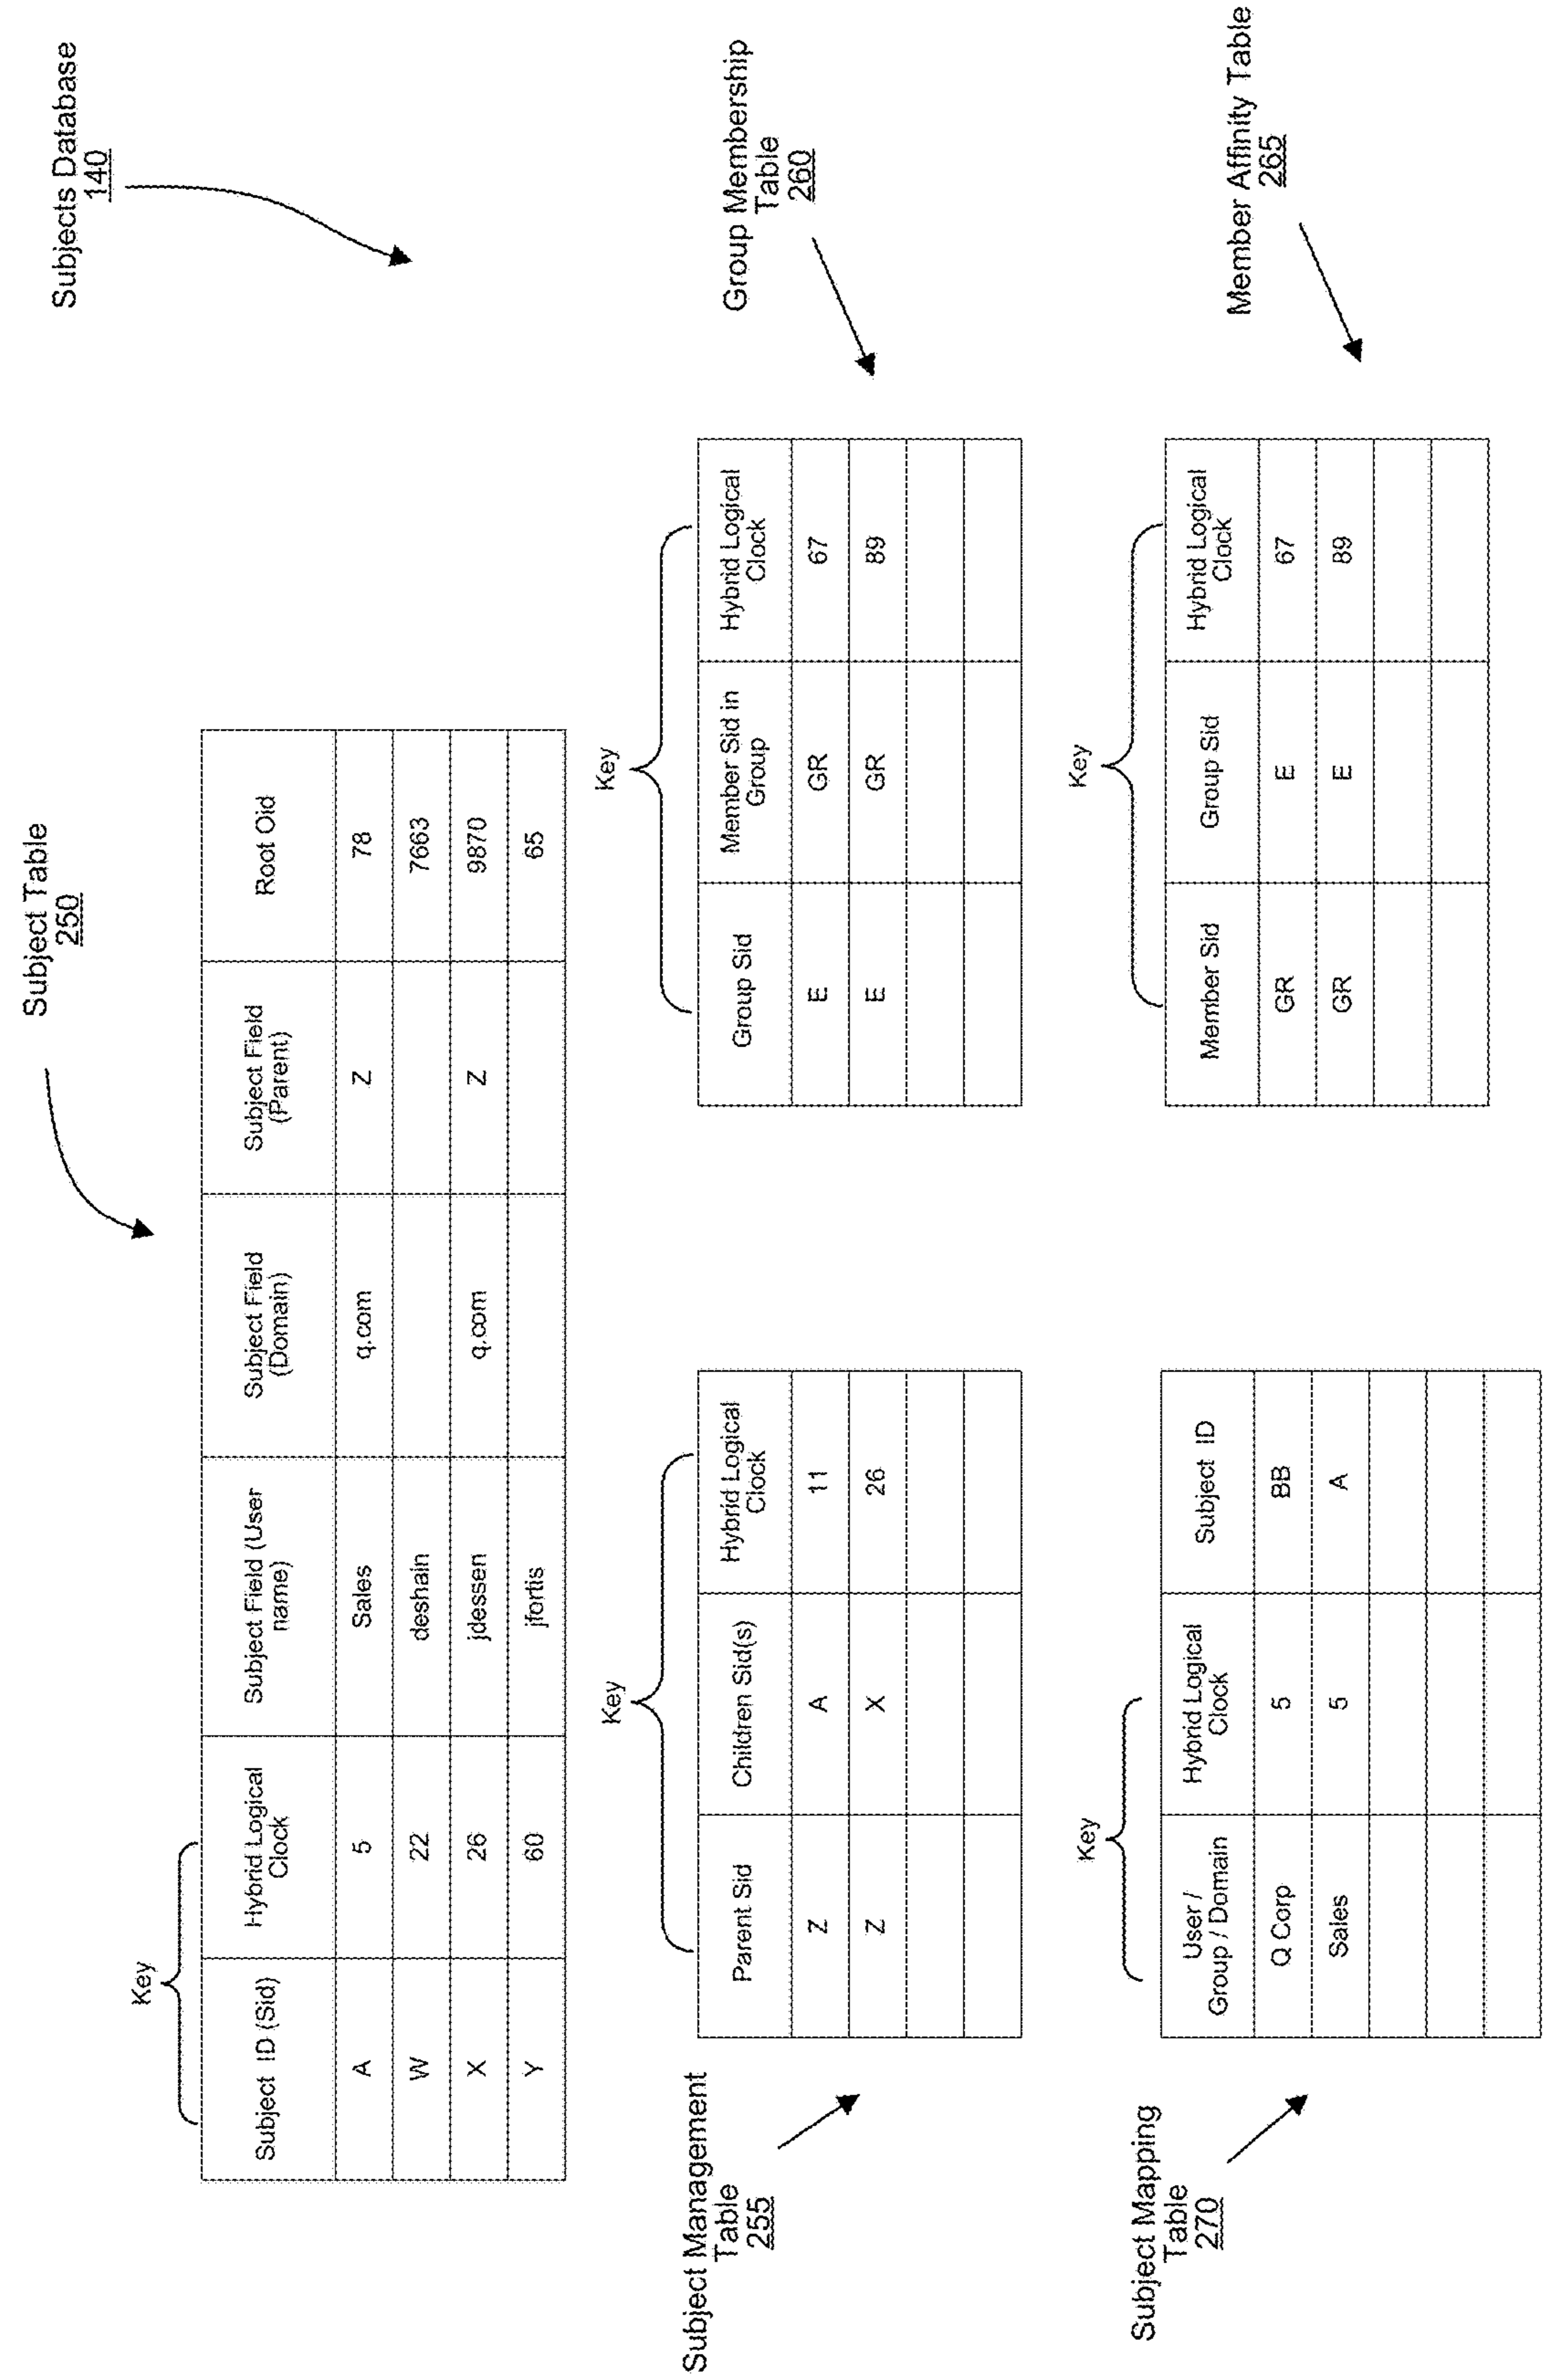 Subject Table
250
Subjects Database
140
Key
Subject ID (Sid)
Hybrid Logical
Clock
Subject Field (User
name)
Subject Field
(Domain)
Subject Field
(Parent)
Root Oid
A
5
Sales
q.com
Z
78
W
22
deshain
7663
X
26
jdessen
q.com
Z
9870
Y
60
jfortis
65
Subject Management
Table
255
Key
Parent Sid
Children Sid(s)
Hybrid Logical
Clock
Z
A
11
Z
X
26
Group Membership
Table
260
Key
Group Sid
Member Sid in
Group
Hybrid Logical
Clock
E
GR
67
E
GR
89
Subject Mapping
Table
270
Key
User /
Group / Domain
Hybrid Logical
Clock
Subject ID
Q Corp
5
BB
Sales
5
A
Member Affinity Table
265
Key
Member Sid
Group Sid
Hybrid Logical
Clock
GR
E
67
GR
E
89